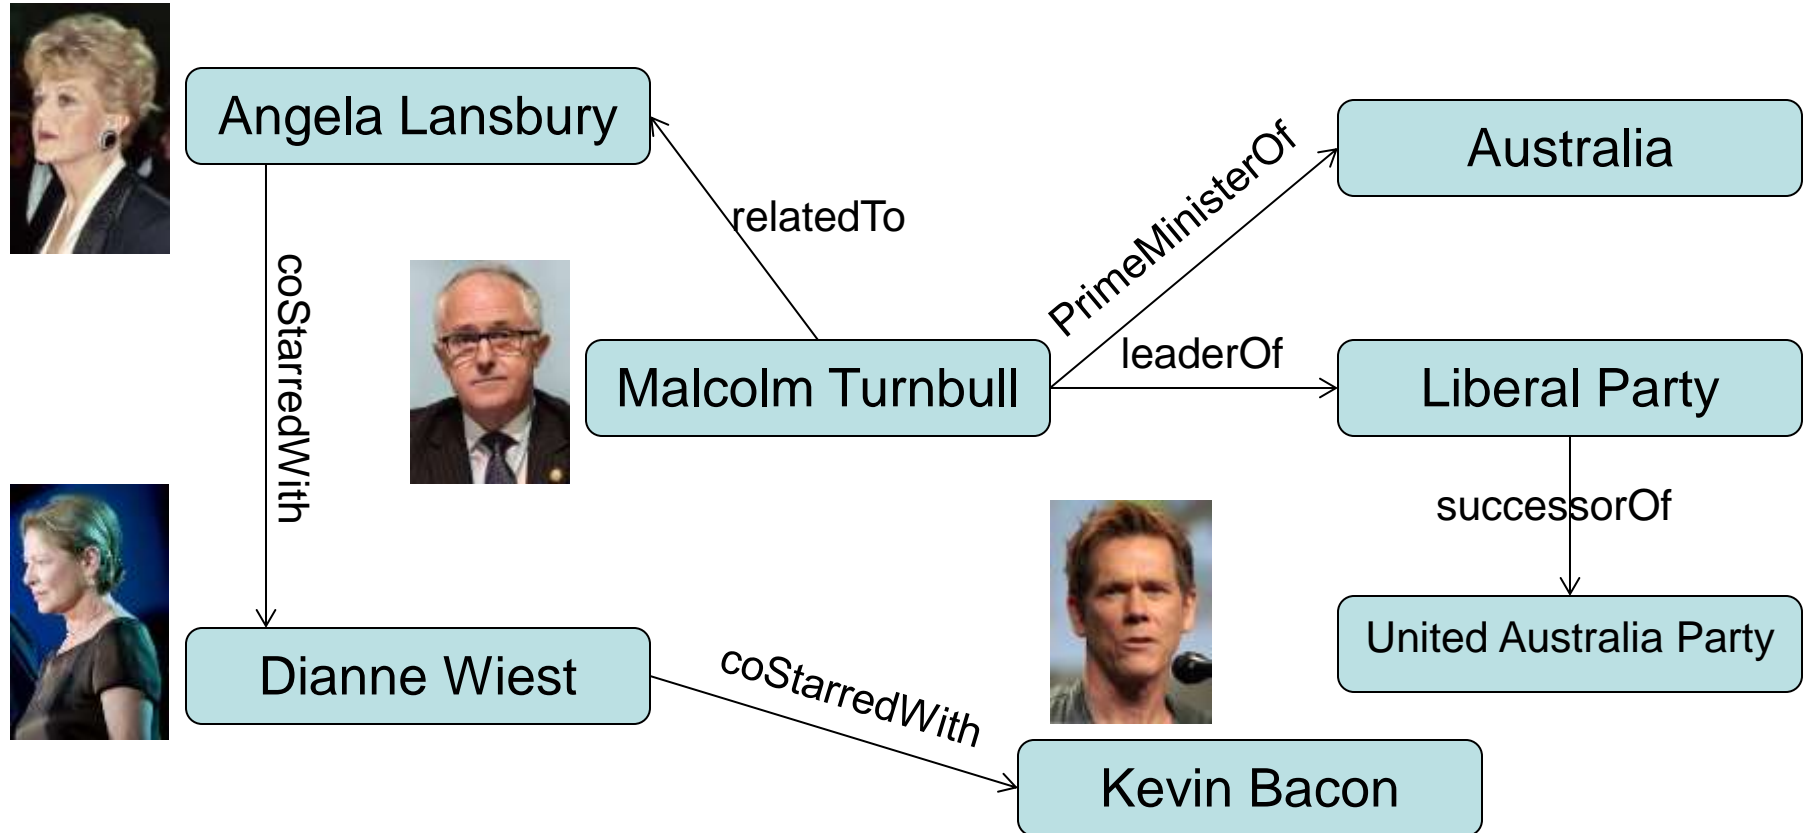 Angela Lansbury
Australia
relatedTo
PrimeMinisterOf
coStarredWith
Malcolm Turnbull
leaderOf
Liberal Party
successorOf
United Australia Party
Dianne Wiest
coStarredWith
Kevin Bacon